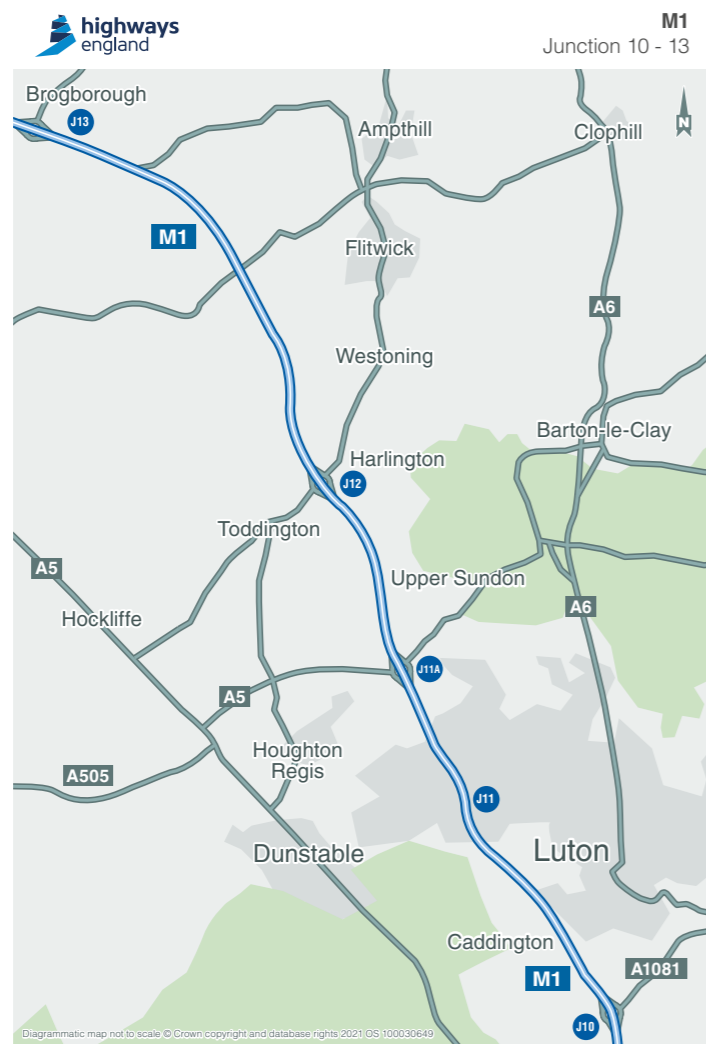 highways
england
M1
Junction 10 - 13
Brogborough
J13
Ampthill
Clophill
N
M1
Flitwick
A6
Westoning
Barton-le-Clay
Harlington
J12
Toddington
A5
Upper Sundon
A6
Hockliffe
J11A
A5
Houghton
Regis
A505
J11
Dunstable
Luton
Caddington
A1081
M1
J10
Diagrammatic map not to scale © Crown copyright and database rights 2021 OS 100030649